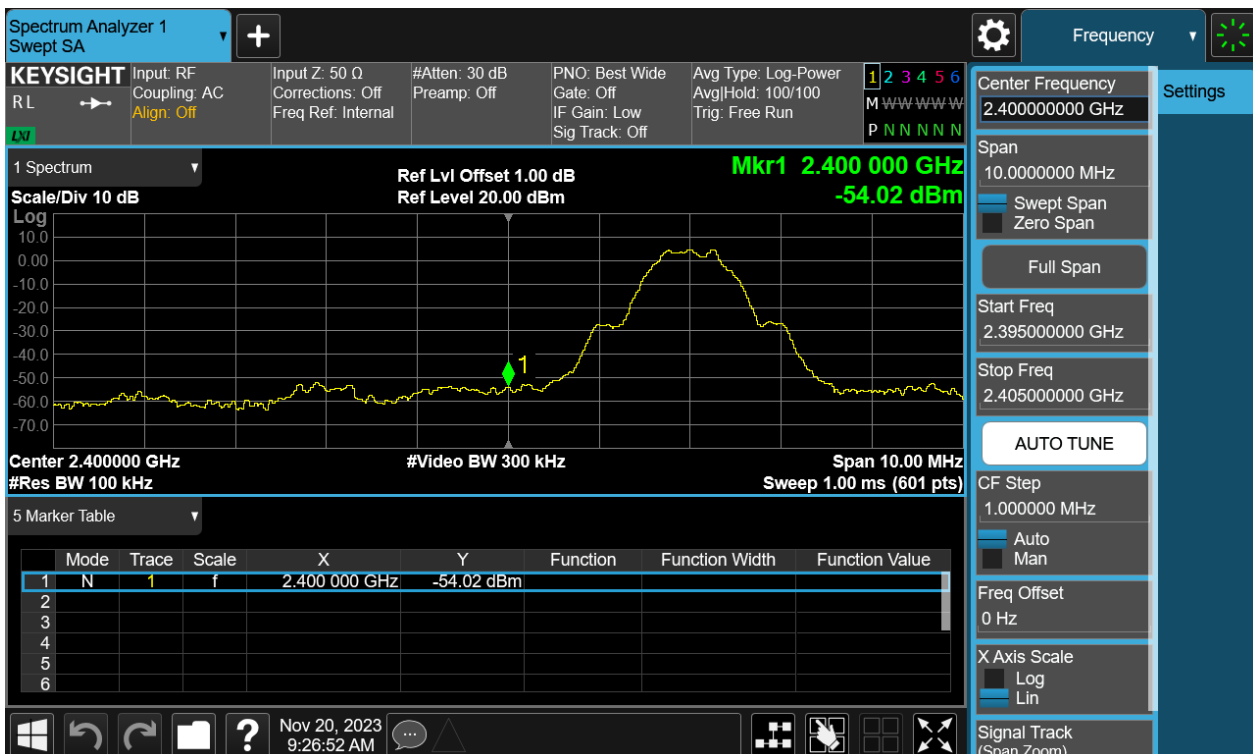 Spectrum Analyzer 1
Swept SA
Frequency
KEYSIGHT
R L
LXI
Input: RF
Coupling: AC
Align: Off
Input Z: 50 Ω
Corrections: Off
Freq Ref: Internal
#Atten: 30 dB
Preamp: Off
PNO: Best Wide
Gate: Off
IF Gain: Low
Sig Track: Off
Avg Type: Log-Power
Avg|Hold: 100/100
Trig: Free Run
1 2 3 4 5 6
M W W W W W
P N N N N N
1 Spectrum
Scale/Div 10 dB
Ref Lvl Offset 1.00 dB
Ref Level 20.00 dBm
Mkr1 2.400 000 GHz
-54.02 dBm
Log
10.0
0.00
-10.0
-20.0
-30.0
-40.0
-50.0
-60.0
-70.0
1
Center 2.400000 GHz
#Res BW 100 kHz
#Video BW 300 kHz
Span 10.00 MHz
Sweep 1.00 ms (601 pts)
5 Marker Table
Mode Trace Scale X Y Function Function Width Function Value
1 N 1 f 2.400 000 GHz -54.02 dBm
2
3
4
5
6
Nov 20, 2023
9:26:52 AM
Center Frequency
2.400000000 GHz
Settings
Span
10.0000000 MHz
Swept Span
Zero Span
Full Span
Start Freq
2.395000000 GHz
Stop Freq
2.405000000 GHz
AUTO TUNE
CF Step
1.000000 MHz
Auto
Man
Freq Offset
0 Hz
X Axis Scale
Log
Lin
Signal Track
(Span Zoom)